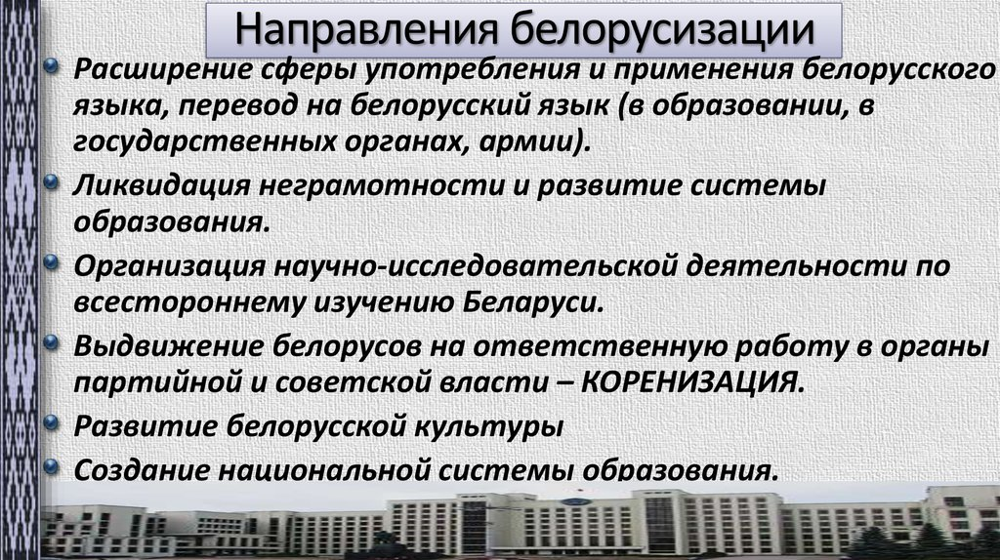 Направления белорусизации
Расширение сферы употребления и применения белорусского
языка, перевод на белорусский язык (в образовании, в
государственных органах, армии).
Ликвидация неграмотности и развитие системы
образования.
Организация научно-исследовательской деятельности по
всестороннему изучению Беларуси.
Выдвижение белорусов на ответственную работу в органы
партийной и советской власти – КОРЕНИЗАЦИЯ.
Развитие белорусской культуры
Создание национальной системы образования.